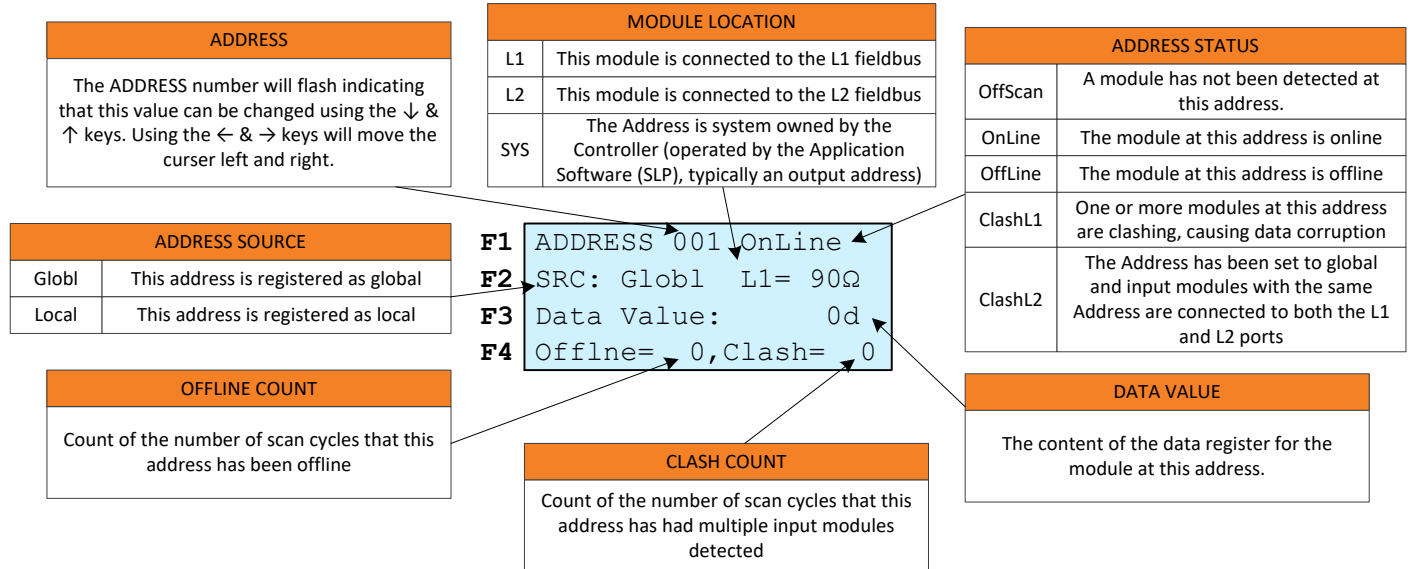 ADDRESS
The ADDRESS number will flash indicating
that this value can be changed using the ↓ &
↑ keys. Using the ← & → keys will move the
curser left and right.
MODULE LOCATION
L1 This module is connected to the L1 fieldbus
L2 This module is connected to the L2 fieldbus
SYS The Address is system owned by the
Controller (operated by the Application
Software (SLP), typically an output address)
ADDRESS STATUS
OffScan A module has not been detected at
this address.
OnLine The module at this address is online
OffLine The module at this address is offline
ClashL1 One or more modules at this address
are clashing, causing data corruption
ClashL2 The Address has been set to global
and input modules with the same
Address are connected to both the L1
and L2 ports
ADDRESS SOURCE
Globl This address is registered as global
Local This address is registered as local
F1 ADDRESS 001 OnLine
F2 SRC: Globl L1= 90Ω
F3 Data Value: 0d
F4 Offlne= 0,Clash= 0
OFFLINE COUNT
Count of the number of scan cycles that this
address has been offline
CLASH COUNT
Count of the number of scan cycles that this
address has had multiple input modules
detected
DATA VALUE
The content of the data register for the
module at this address.